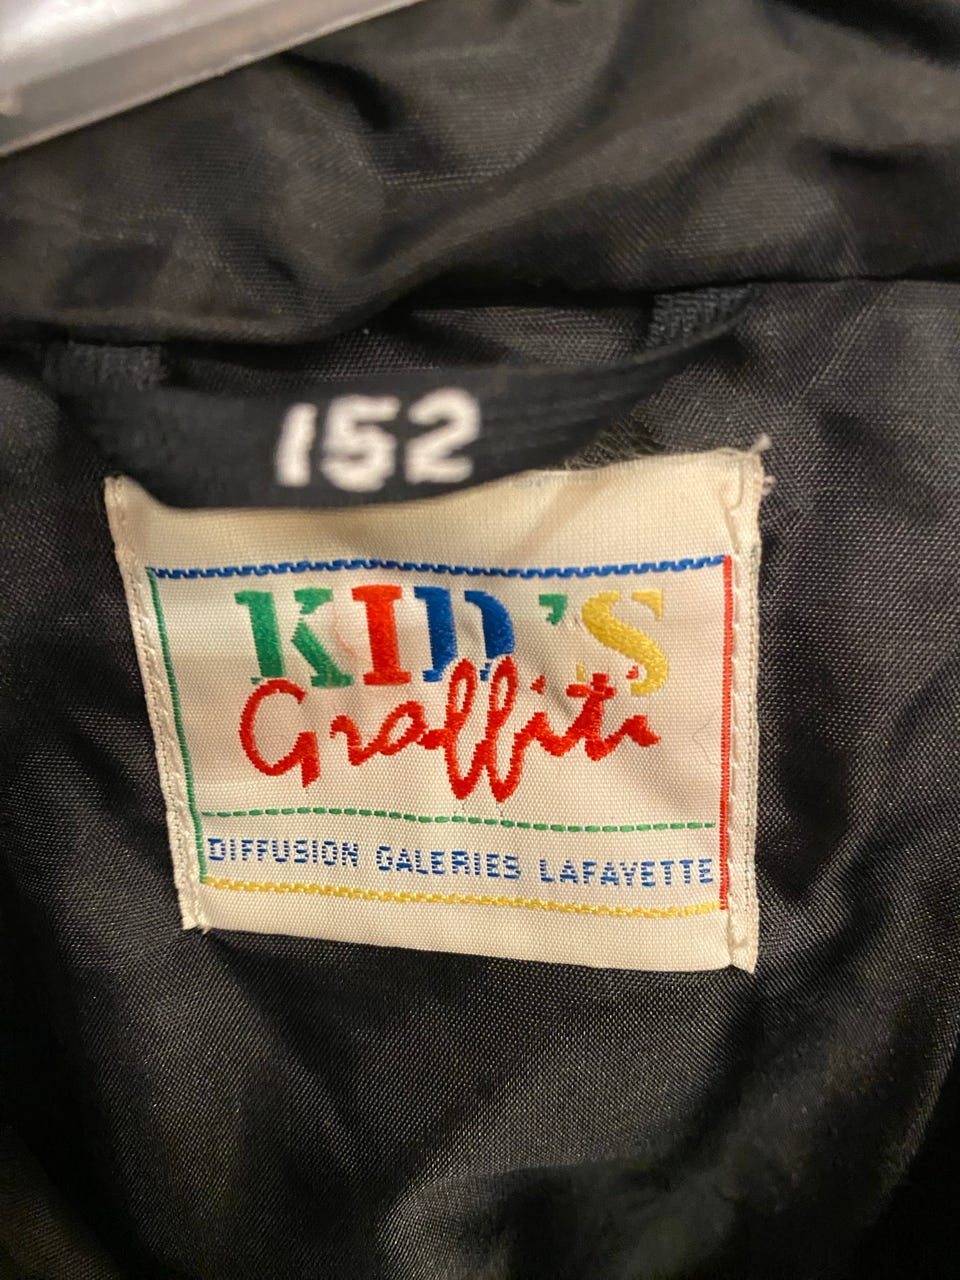 152
KID'S
Graffiti
DIFFUSION GALERIES LAFAYETTE